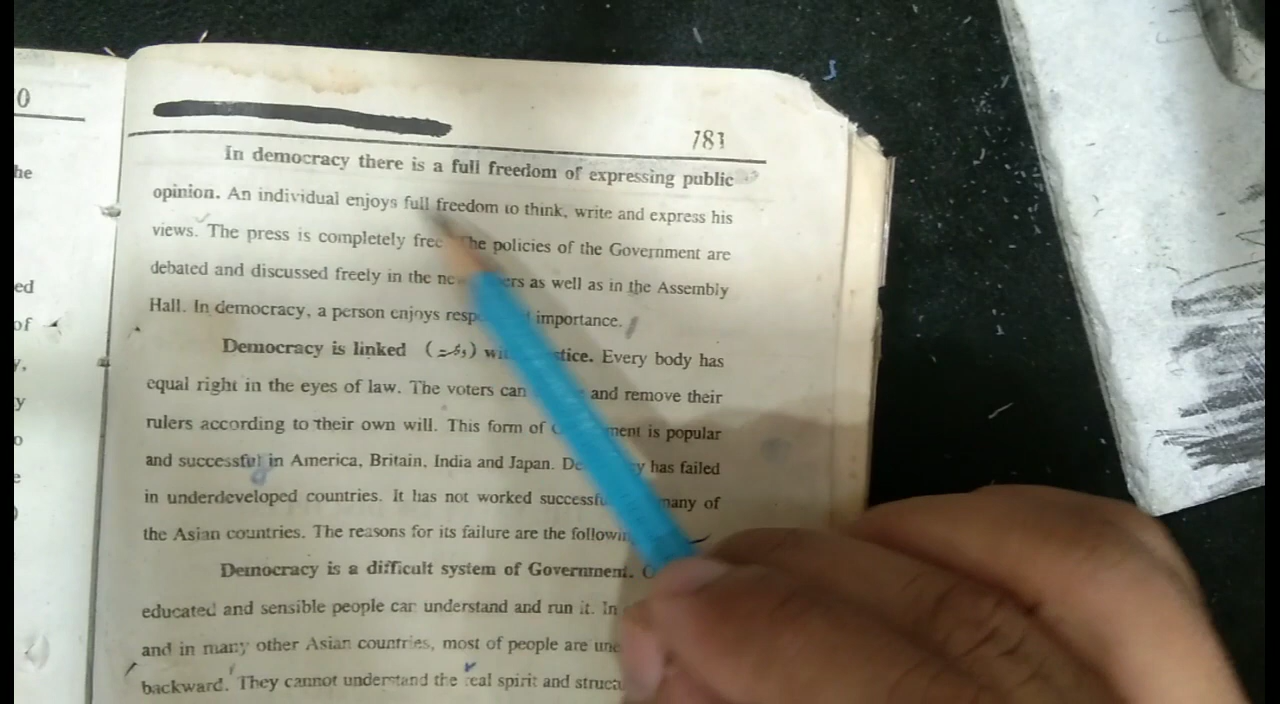 0
he
ed
of
y,
y
o
e
781
In democracy there is a full freedom of expressing public
opinion. An individual enjoys full freedom to think, write and express his
views. The press is completely free The policies of the Government are
debated and discussed freely in the as well as in the Assembly
Hall. In democracy, a person enjoys importance.
Democracy is linked ( ) Every body has
equal right in the eyes of law. The voters can and remove their
rulers according to their own will. This form of is popular
and successful in America, Britain, India and Japan. has failed
in underdeveloped countries. It has not worked many of
the Asian countries. The reasons for its failure are the
Democracy is a difficult system of Government.
educated and sensible people can understand and run it. In
and in many other Asian countries, most of people are
backward. They cannot understand the real spirit and